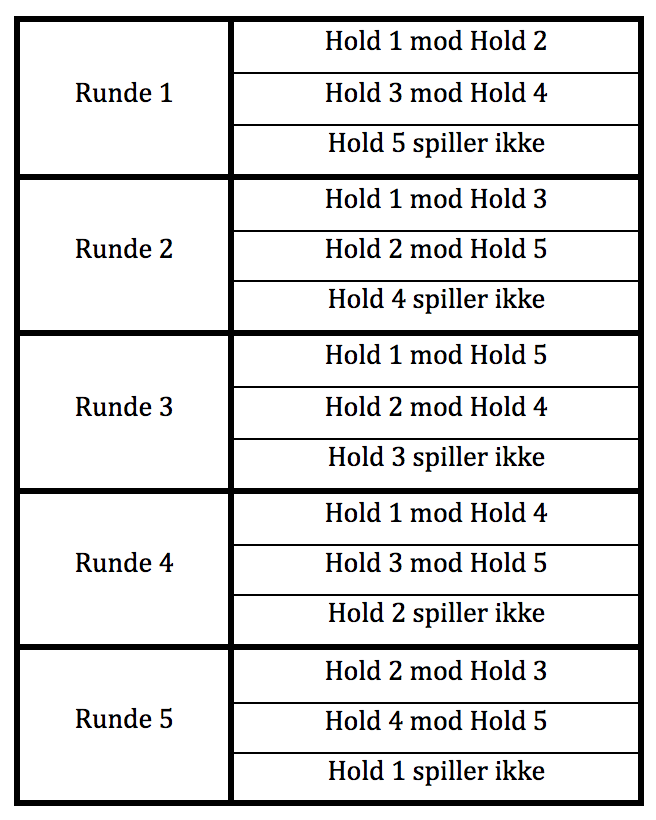 Runde 1
Hold 1 mod Hold 2
Hold 3 mod Hold 4
Hold 5 spiller ikke
Runde 2
Hold 1 mod Hold 3
Hold 2 mod Hold 5
Hold 4 spiller ikke
Runde 3
Hold 1 mod Hold 5
Hold 2 mod Hold 4
Hold 3 spiller ikke
Runde 4
Hold 1 mod Hold 4
Hold 3 mod Hold 5
Hold 2 spiller ikke
Runde 5
Hold 2 mod Hold 3
Hold 4 mod Hold 5
Hold 1 spiller ikke